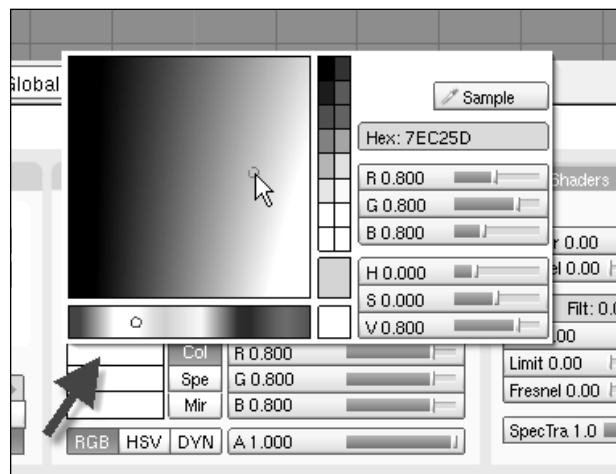 Global
Sample
Hex: 7EC25D
R 0.800
G 0.800
B 0.800
H 0.000
S 0.000
V 0.800
Shaders
r 0.00
el 0.00
Filt: 0.0
.00
Limit 0.00
Fresnel 0.00
SpecTra 1.0
Col R 0.800
Spe G 0.800
Mir B 0.800
RGB HSV DYN A 1.000